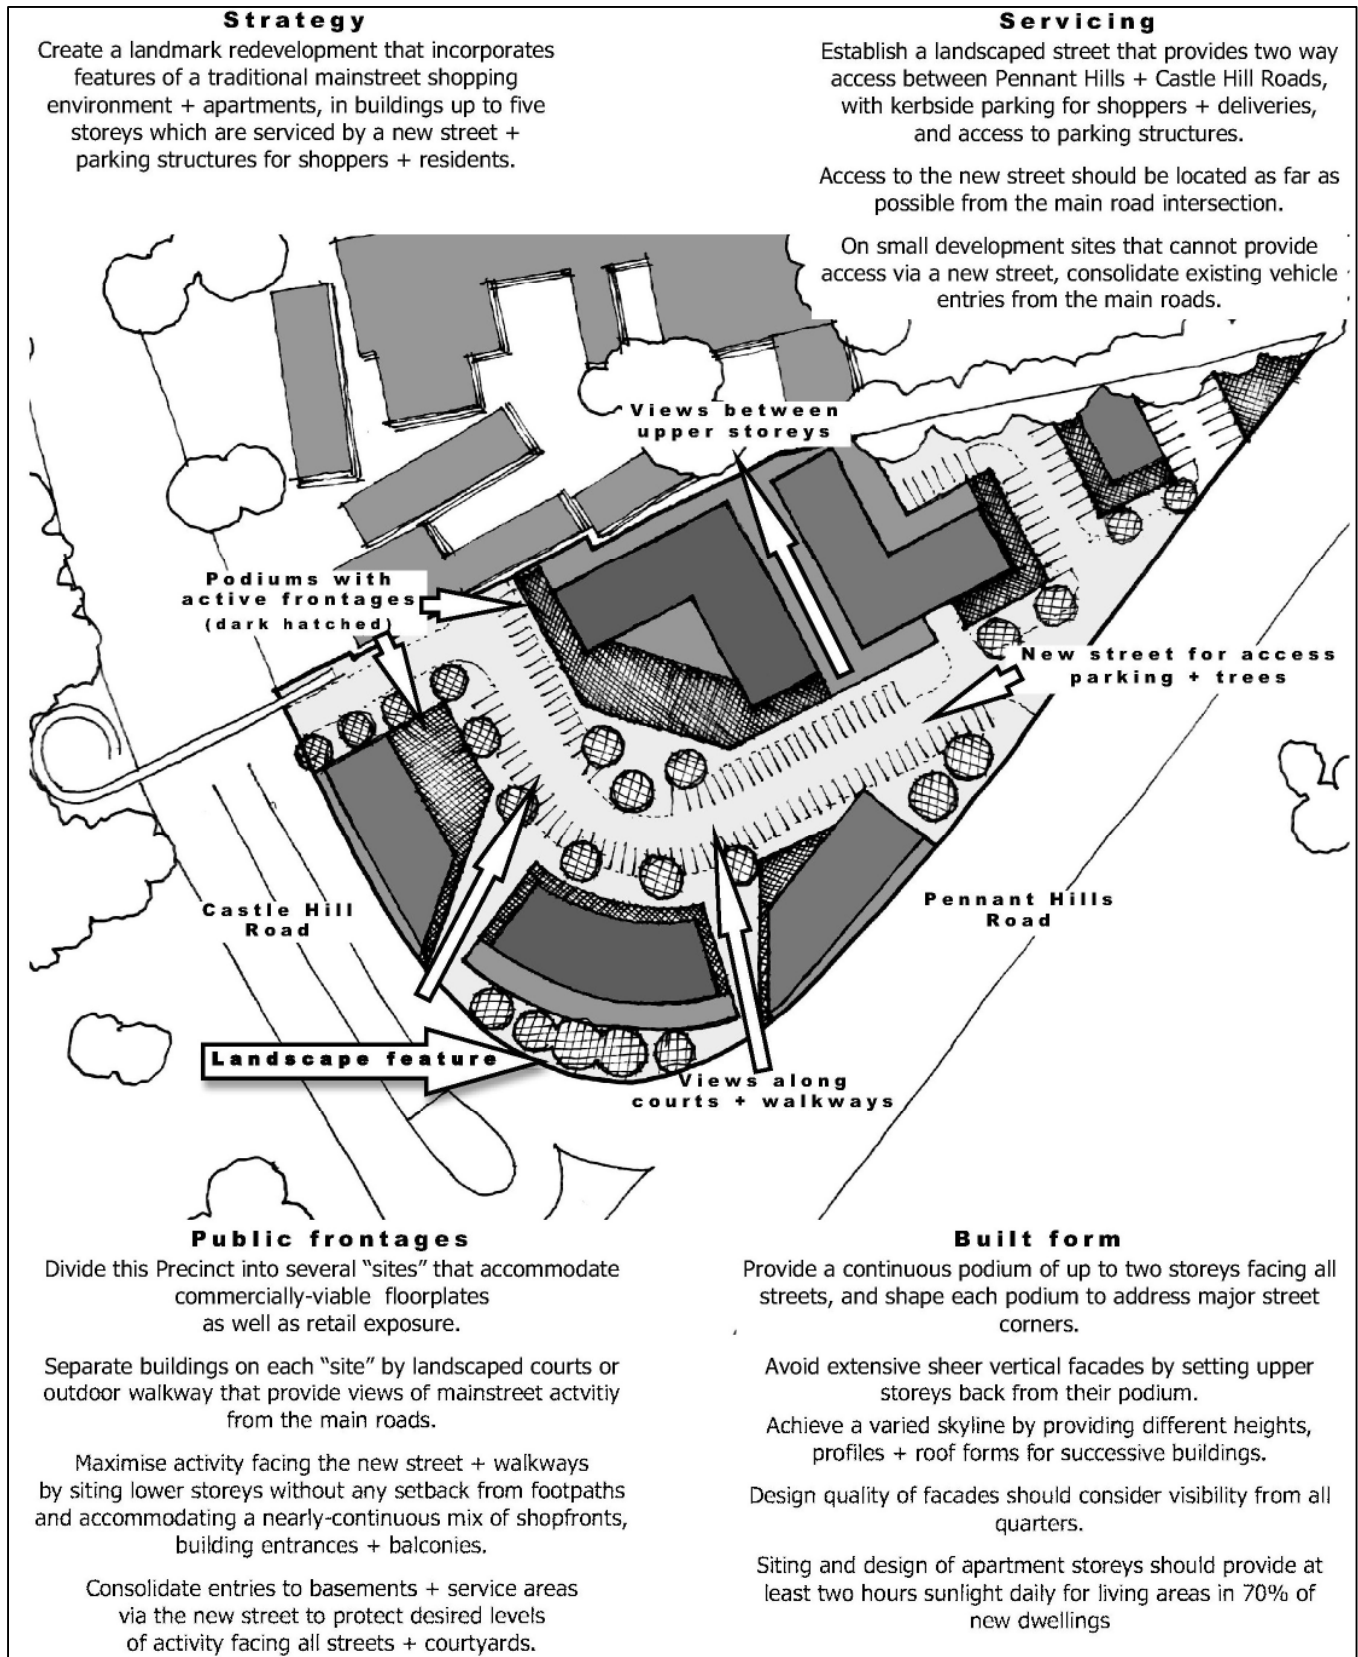 Strategy
Create a landmark redevelopment that incorporates
features of a traditional mainstreet shopping
environment + apartments, in buildings up to five
storeys which are serviced by a new street +
parking structures for shoppers + residents.
Servicing
Establish a landscaped street that provides two way
access between Pennant Hills + Castle Hill Roads,
with kerbside parking for shoppers + deliveries,
and access to parking structures.
Access to the new street should be located as far as
possible from the main road intersection.
On small development sites that cannot provide
access via a new street, consolidate existing vehicle
entries from the main roads.
Views between
upper storeys
Podiums with
active frontages
(dark hatched)
New street for access
parking + trees
Castle Hill
Road
Pennant Hills
Road
Landscape feature
Views along
courts + walkways
Public frontages
Divide this Precinct into several "sites" that accommodate
commercially-viable floorplates
as well as retail exposure.
Separate buildings on each "site" by landscaped courts or
outdoor walkway that provide views of mainstreet actvitiy
from the main roads.
Maximise activity facing the new street + walkways
by siting lower storeys without any setback from footpaths
and accommodating a nearly-continuous mix of shopfronts,
building entrances + balconies.
Consolidate entries to basements + service areas
via the new street to protect desired levels
of activity facing all streets + courtyards.
Built form
Provide a continuous podium of up to two storeys facing all
streets, and shape each podium to address major street
corners.
Avoid extensive sheer vertical facades by setting upper
storeys back from their podium.
Achieve a varied skyline by providing different heights,
profiles + roof forms for successive buildings.
Design quality of facades should consider visibility from all
quarters.
Siting and design of apartment storeys should provide at
least two hours sunlight daily for living areas in 70% of
new dwellings